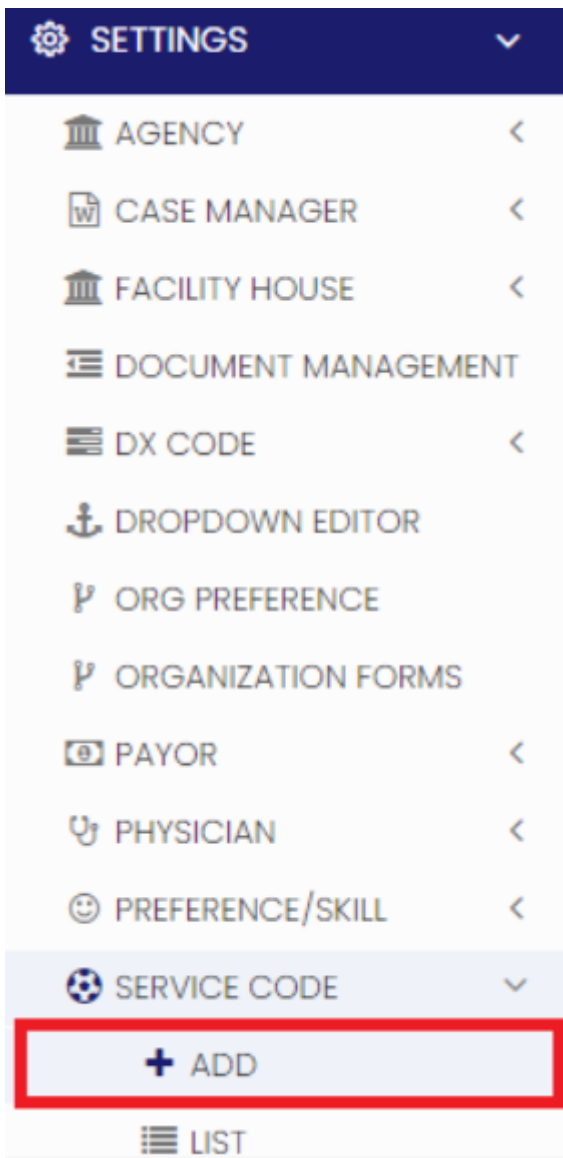 SETTINGS
AGENCY
CASE MANAGER
FACILITY HOUSE
DOCUMENT MANAGEMENT
DX CODE
DROPDOWN EDITOR
ORG PREFERENCE
ORGANIZATION FORMS
PAYOR
PHYSICIAN
PREFERENCE/SKILL
SERVICE CODE
ADD
LIST